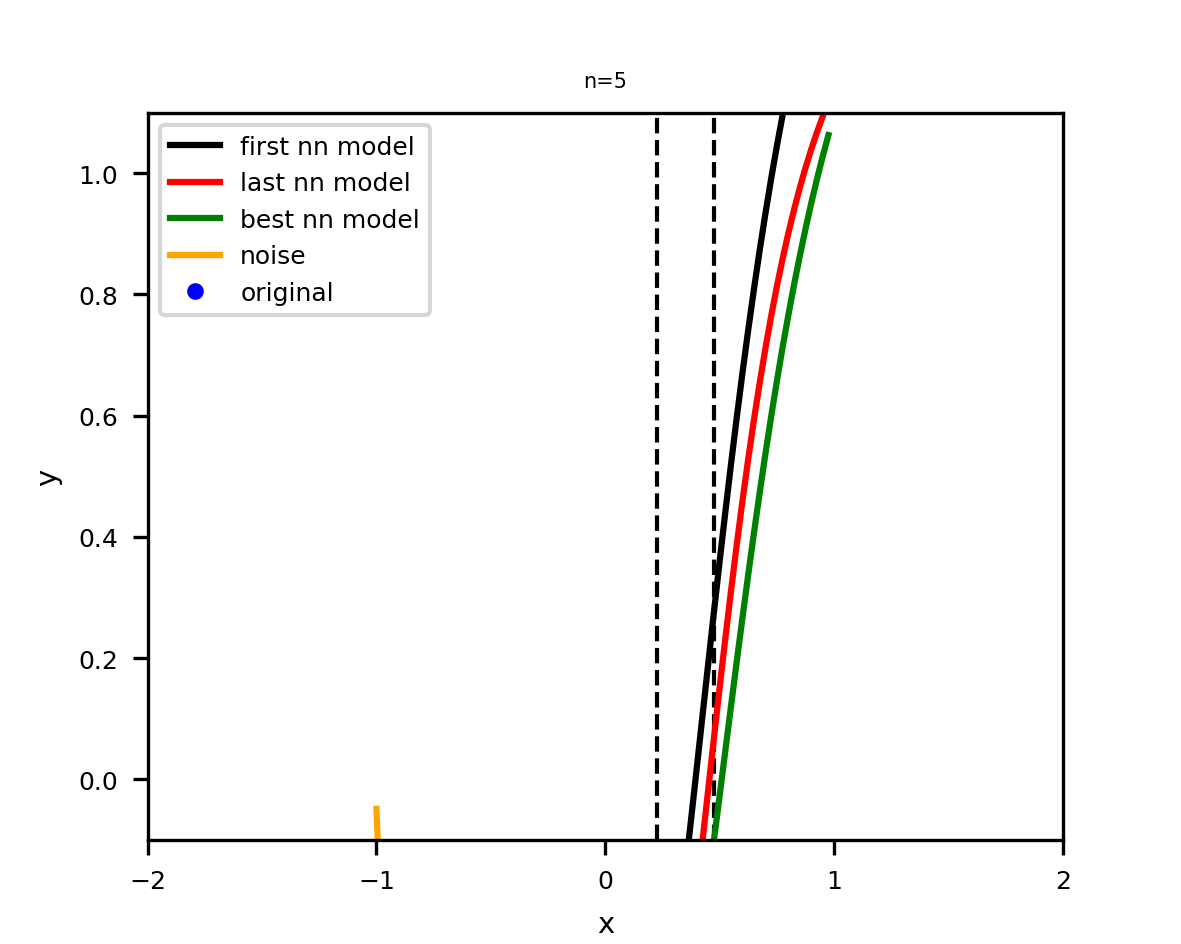 n=5
first nn model
last nn model
best nn model
noise
original
1.0
0.8
0.6
0.4
0.2
0.0
y
−2
−1
0
1
2
x